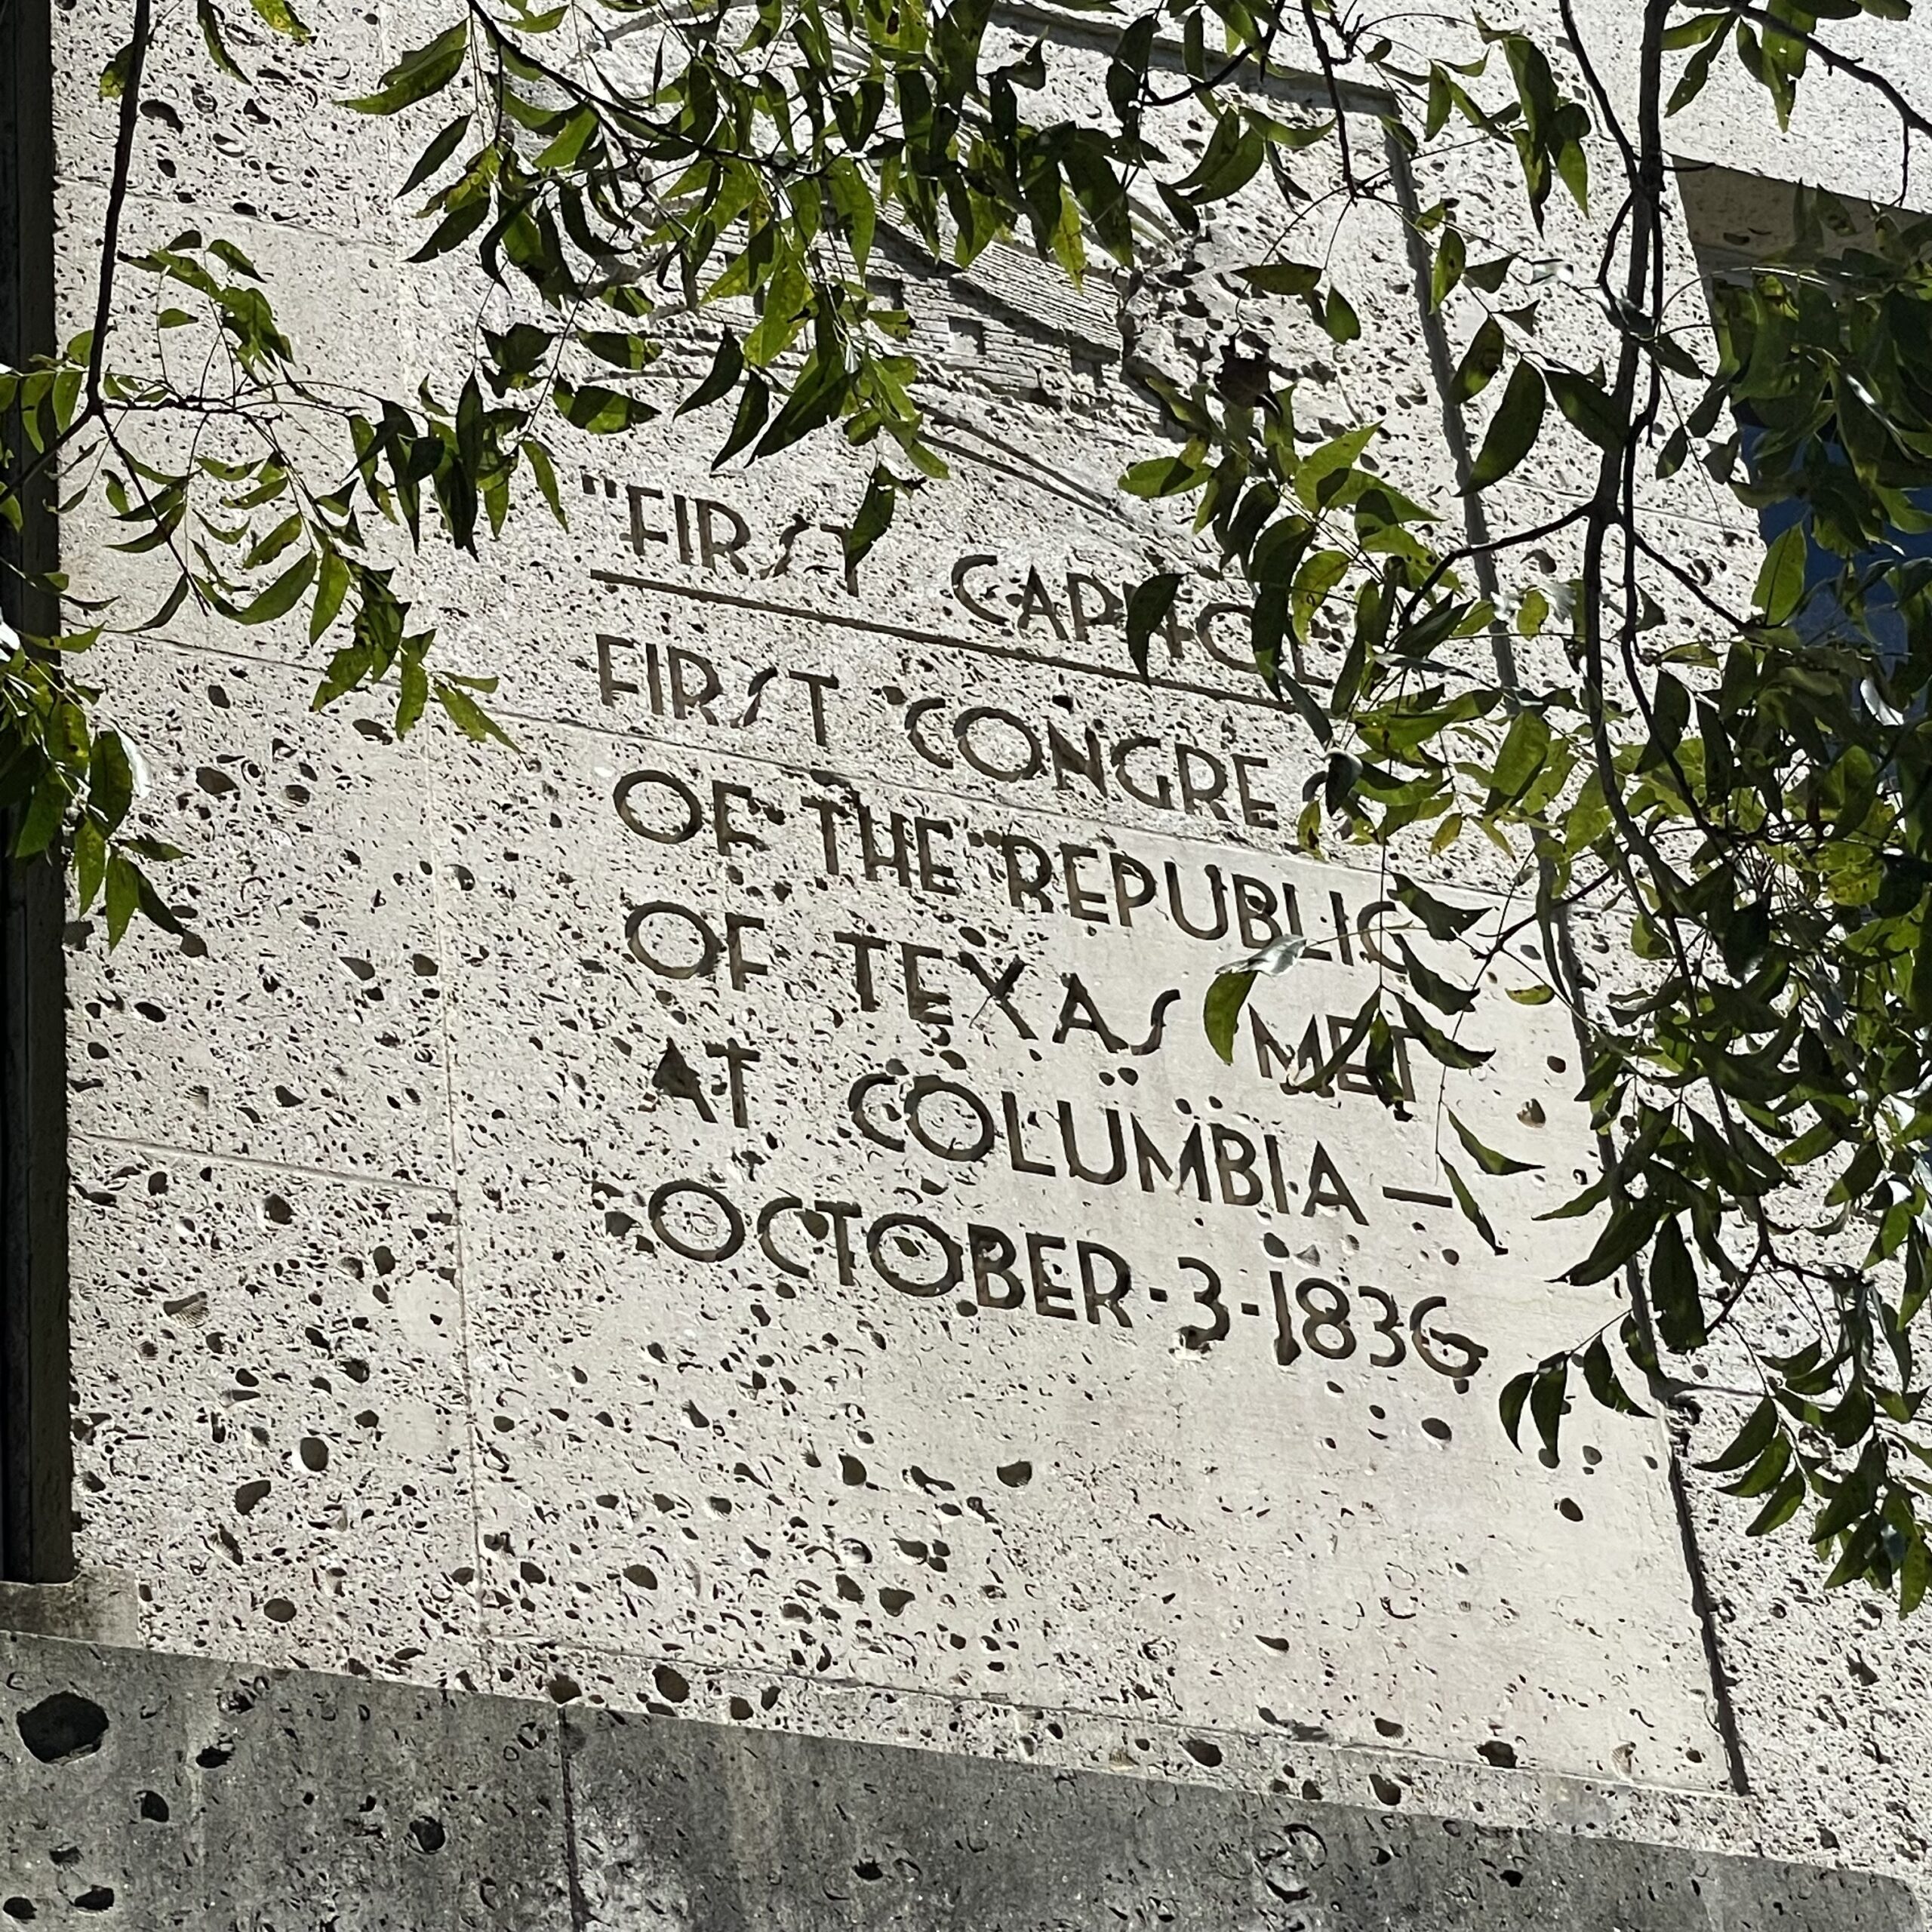 "FIRST CAPITOL
FIRST CONGRE
OF THE REPUBLIC
OF TEXAS MET
AT COLUMBIA —
OCTOBER-3-1836